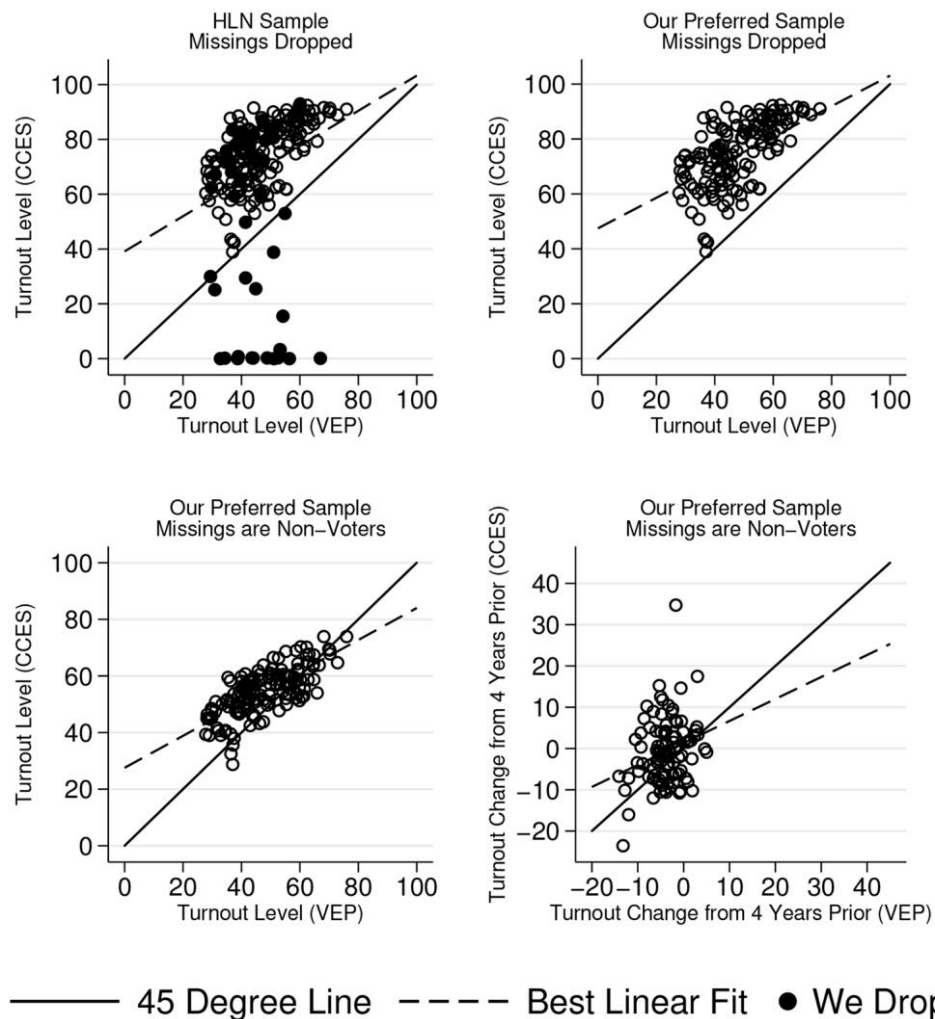 HLN Sample
Missings Dropped
Turnout Level (CCES)
100
80
60
40
20
0
0 20 40 60 80 100
Turnout Level (VEP)
Our Preferred Sample
Missings Dropped
Turnout Level (CCES)
100
80
60
40
20
0
0 20 40 60 80 100
Turnout Level (VEP)
Our Preferred Sample
Missings are Non−Voters
Turnout Level (CCES)
100
80
60
40
20
0
0 20 40 60 80 100
Turnout Level (VEP)
Our Preferred Sample
Missings are Non−Voters
Turnout Change from 4 Years Prior (CCES)
40
30
20
10
0
−10
−20
−20 −10 0 10 20 30 40
Turnout Change from 4 Years Prior (VEP)
45 Degree Line Best Linear Fit We Drop